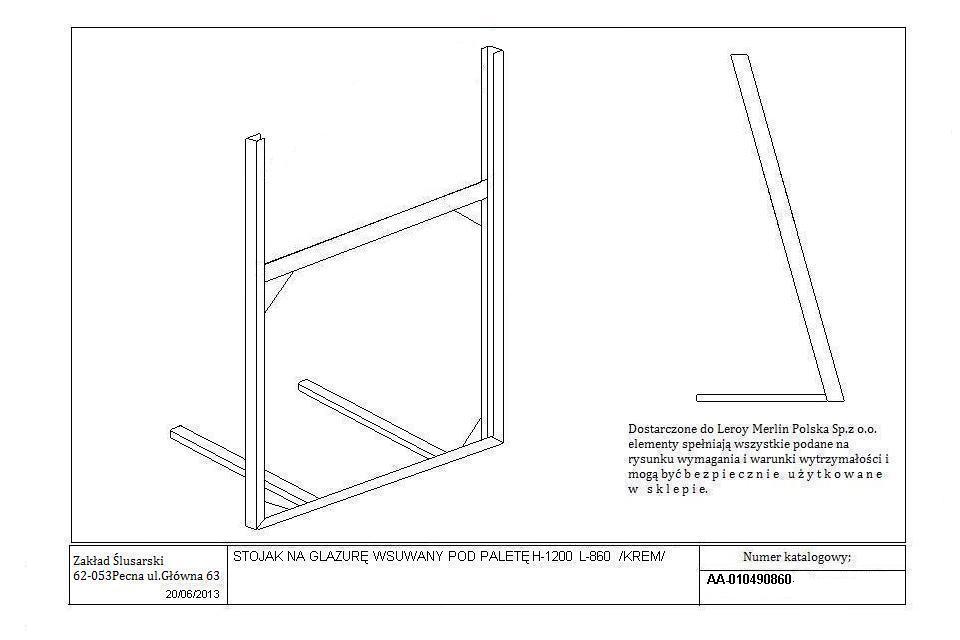 Dostarczone do Leroy Merlin Polska Sp.z o.o.
elementy spełniają wszystkie podane na
rysunku wymagania i warunki wytrzymałości i
mogą być b e z p i e c z n i e u ż y t k o w a n e
w s k l e p i e.
Zakład Ślusarski
62-053Pecna ul.Główna 63
20/06/2013
STOJAK NA GLAZURĘ WSUWANY POD PALETĘ H-1200 L-860 /KREM/
Numer katalogowy;
AA-010490860